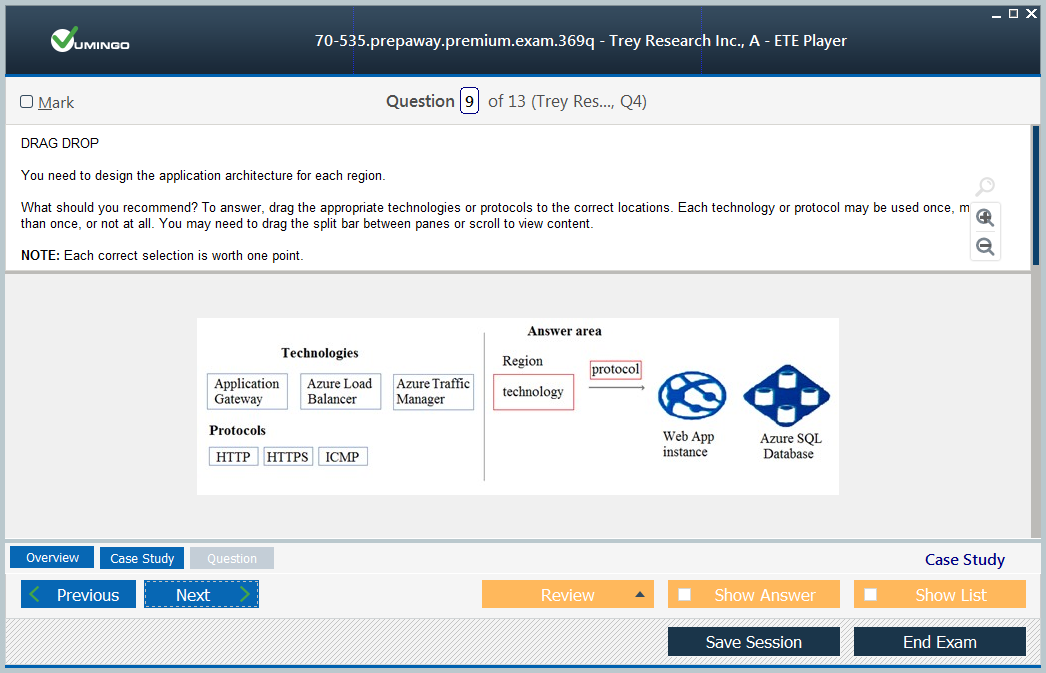 VUMINGO
70-535.prepaway.premium.exam.369q - Trey Research Inc., A - ETE Player
Mark
Question 9 of 13 (Trey Res..., Q4)
DRAG DROP
You need to design the application architecture for each region.
What should you recommend? To answer, drag the appropriate technologies or protocols to the correct locations. Each technology or protocol may be used once, m
than once, or not at all. You may need to drag the split bar between panes or scroll to view content.
NOTE: Each correct selection is worth one point.
Technologies
Application
Gateway
Azure Load
Balancer
Azure Traffic
Manager
Protocols
HTTP
HTTPS
ICMP
Answer area
Region
technology
protocol
Web App
instance
Azure SQL
Database
Overview
Case Study
Question
Case Study
Previous
Next
Review
Show Answer
Show List
Save Session
End Exam